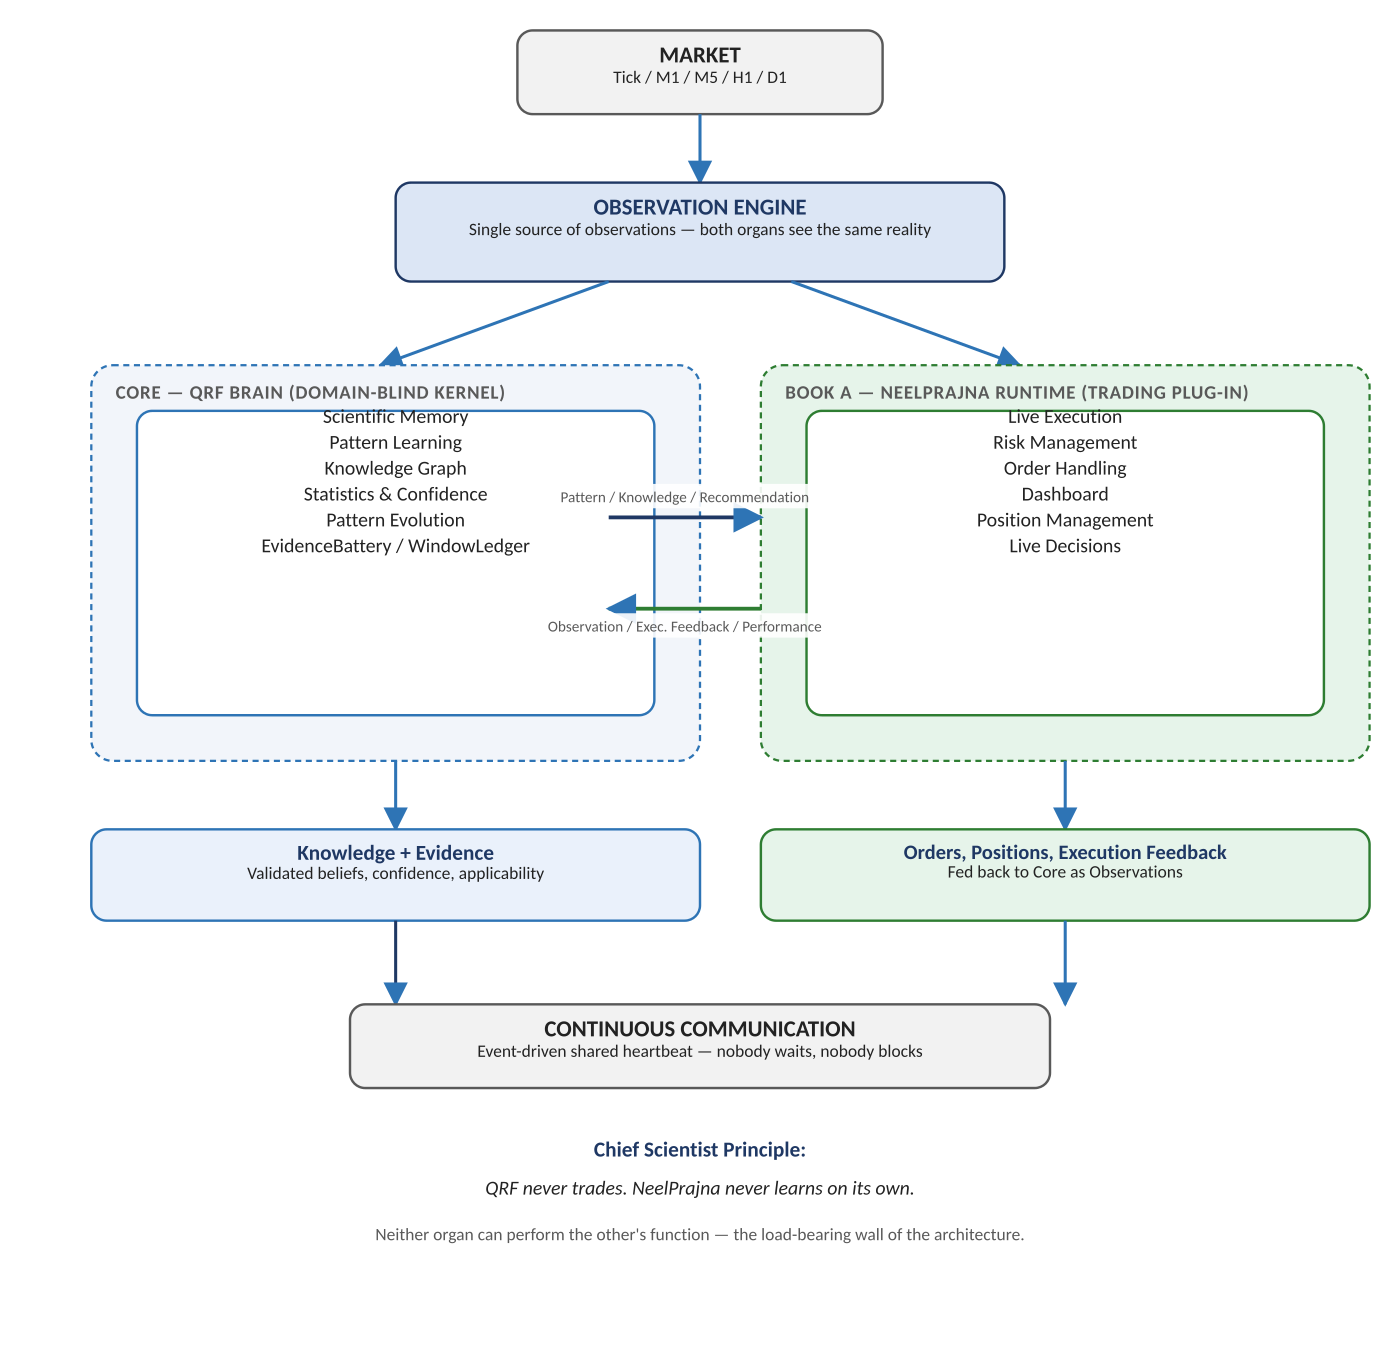 MARKET
Tick / M1 / M5 / H1 / D1
OBSERVATION ENGINE
Single source of observations — both organs see the same reality
CORE — QRF BRAIN (DOMAIN-BLIND KERNEL)
Scientific Memory
Pattern Learning
Knowledge Graph
Statistics & Confidence
Pattern Evolution
EvidenceBattery / WindowLedger
Pattern / Knowledge / Recommendation
Observation / Exec. Feedback / Performance
BOOK A — NEELPRAJNA RUNTIME (TRADING PLUG-IN)
Live Execution
Risk Management
Order Handling
Dashboard
Position Management
Live Decisions
Knowledge + Evidence
Validated beliefs, confidence, applicability
Orders, Positions, Execution Feedback
Fed back to Core as Observations
CONTINUOUS COMMUNICATION
Event-driven shared heartbeat — nobody waits, nobody blocks
Chief Scientist Principle:
QRF never trades. NeelPrajna never learns on its own.
Neither organ can perform the other's function — the load-bearing wall of the architecture.